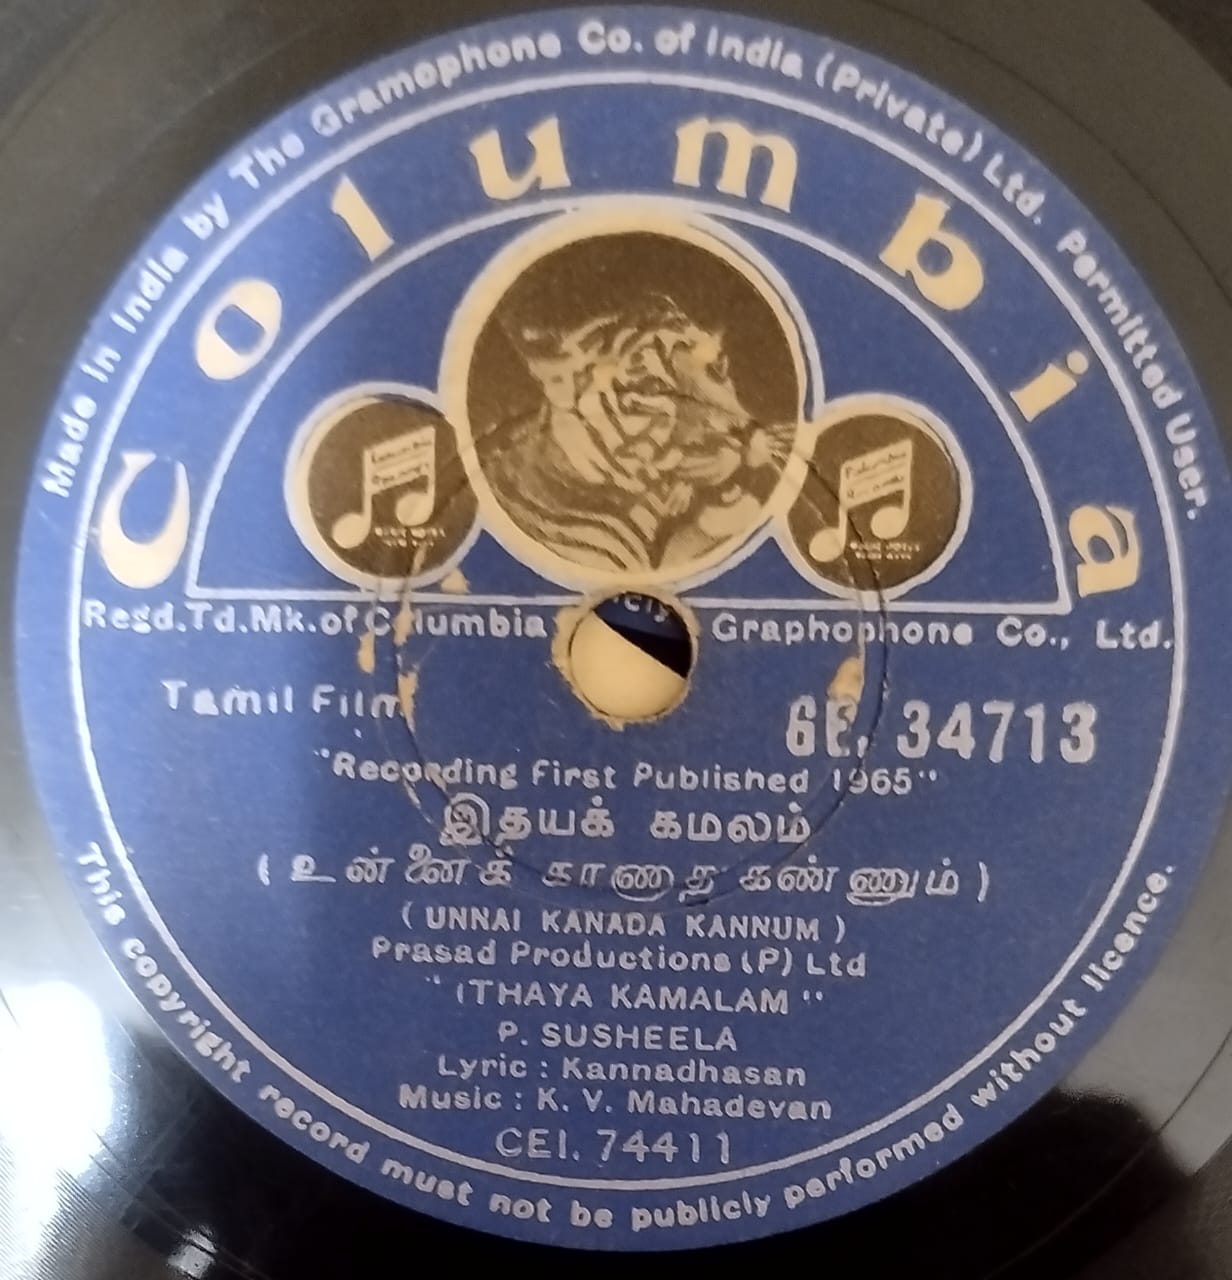 Made in India by The Gramophone Co. of India (Private) Ltd. Permitted User.
Columbia
Regd.Td.Mk.of Columbia Graphophone Co., Ltd.
Tamil Film
GE. 34713
"Recording First Published 1965"
இதயக் கமலம்
( உன்னைக் காணாத கண்ணும் )
( UNNAI KANADA KANNUM )
Prasad Productions (P) Ltd
"ITHAYA KAMALAM"
P. SUSHEELA
Lyric : Kannadhasan
Music : K. V. Mahadevan
CEI. 74411
This copyright record must not be publicly performed without licence.